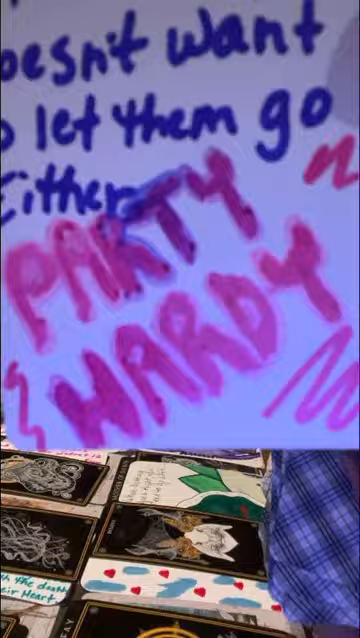 oesn't want
o let them go
Either
PARTY
HARDY
th the death
eir Heart